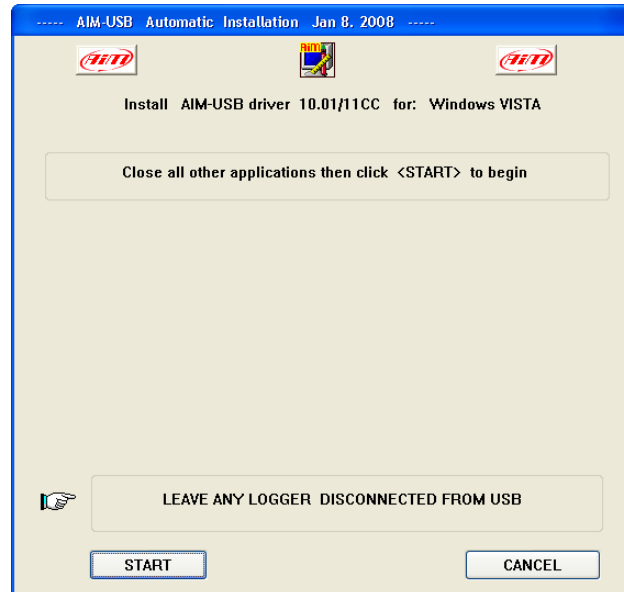 ----- AIM-USB Automatic Installation Jan 8. 2008 -----
AiM AiM AiM
Install AIM-USB driver 10.01/11CC for: Windows VISTA
Close all other applications then click <START> to begin
LEAVE ANY LOGGER DISCONNECTED FROM USB
START CANCEL